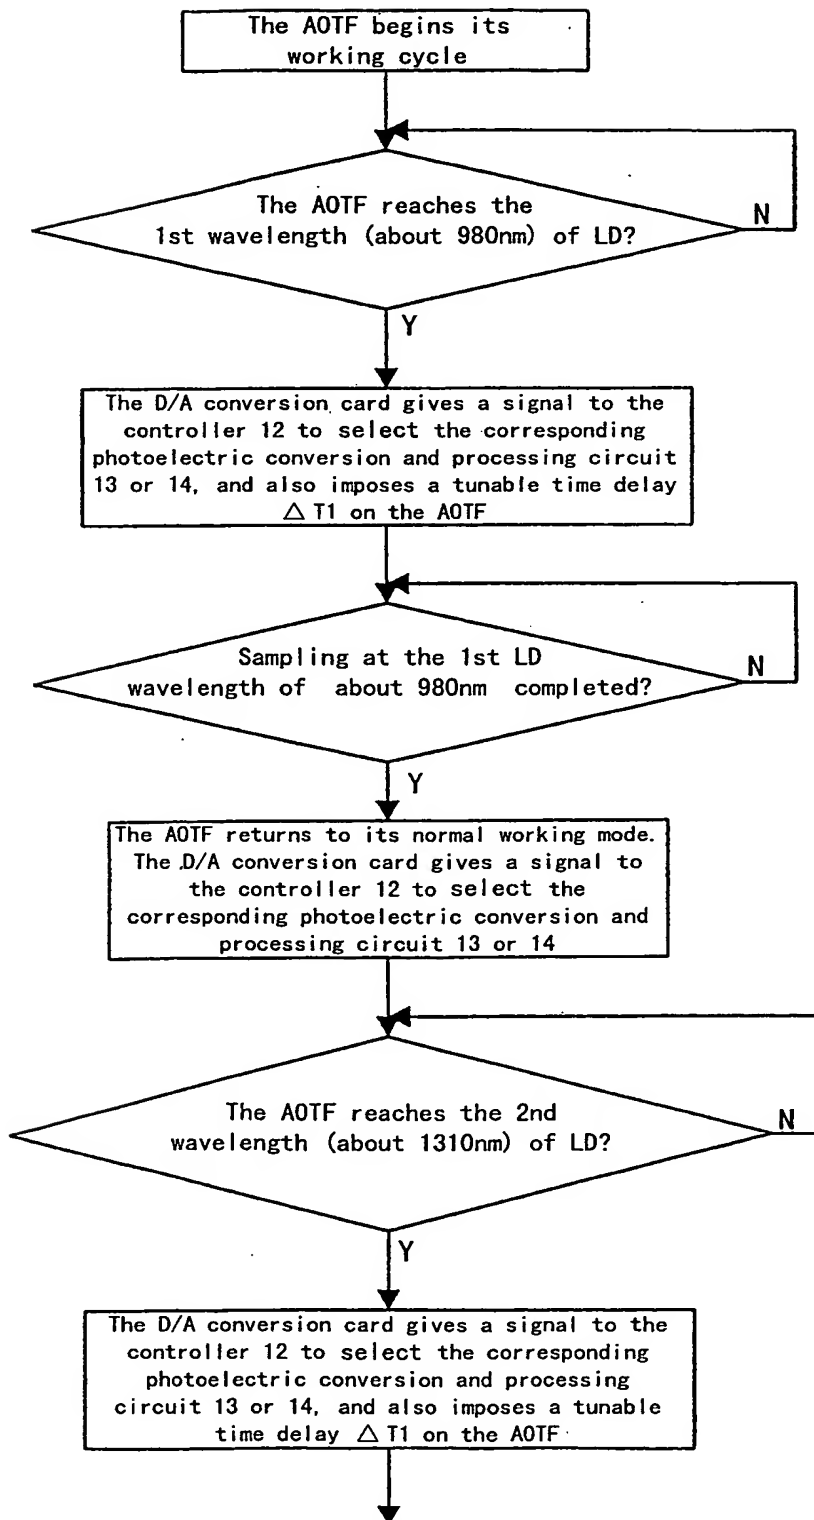 The AOTF begins its
working cycle
The AOTF reaches the
1st wavelength (about 980nm) of LD?
N
Y
The D/A conversion card gives a signal to the
controller 12 to select the corresponding
photoelectric conversion and processing circuit
13 or 14, and also imposes a tunable time delay
△ T1 on the AOTF
Sampling at the 1st LD
wavelength of about 980nm completed?
N
Y
The AOTF returns to its normal working mode.
The D/A conversion card gives a signal to
the controller 12 to select the
corresponding photoelectric conversion and
processing circuit 13 or 14
The AOTF reaches the 2nd
wavelength (about 1310nm) of LD?
N
Y
The D/A conversion card gives a signal to the
controller 12 to select the corresponding
photoelectric conversion and processing
circuit 13 or 14, and also imposes a tunable
time delay △ T1 on the AOTF